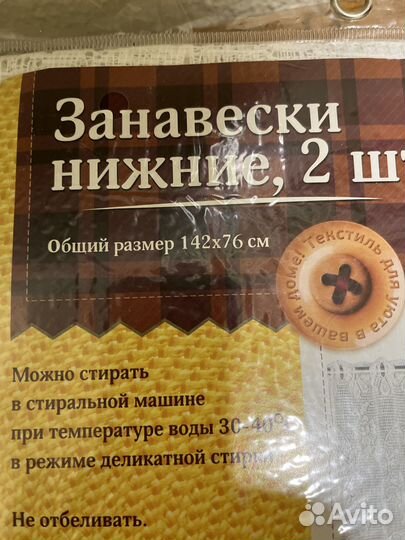 Занавески
нижние, 2 шт
Общий размер 142х76 см
Текстиль для уюта в вашем доме!
Можно стирать
в стиральной машине
при температуре воды 30-40°
в режиме деликатной стирки
Не отбеливать.
Avito